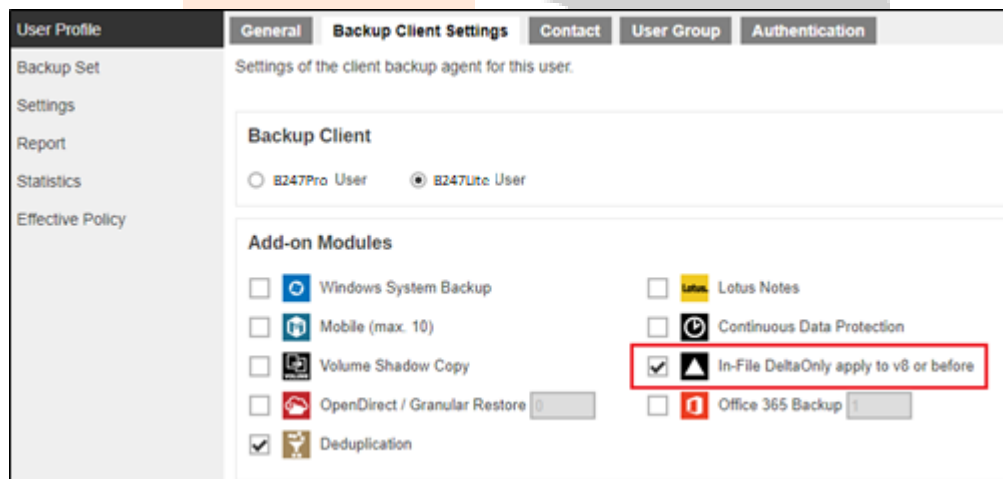 User Profile
General
Backup Client Settings
Contact
User Group
Authentication
Backup Set
Settings
Report
Statistics
Effective Policy
Settings of the client backup agent for this user.
Backup Client
B247Pro User
B247Lite User
Add-on Modules
Windows System Backup
Lotus.
Lotus Notes
Mobile (max. 10)
Continuous Data Protection
VOLUME
Volume Shadow Copy
In-File DeltaOnly apply to v8 or before
OpenDirect / Granular Restore 0
Office 365 Backup 1
Deduplication